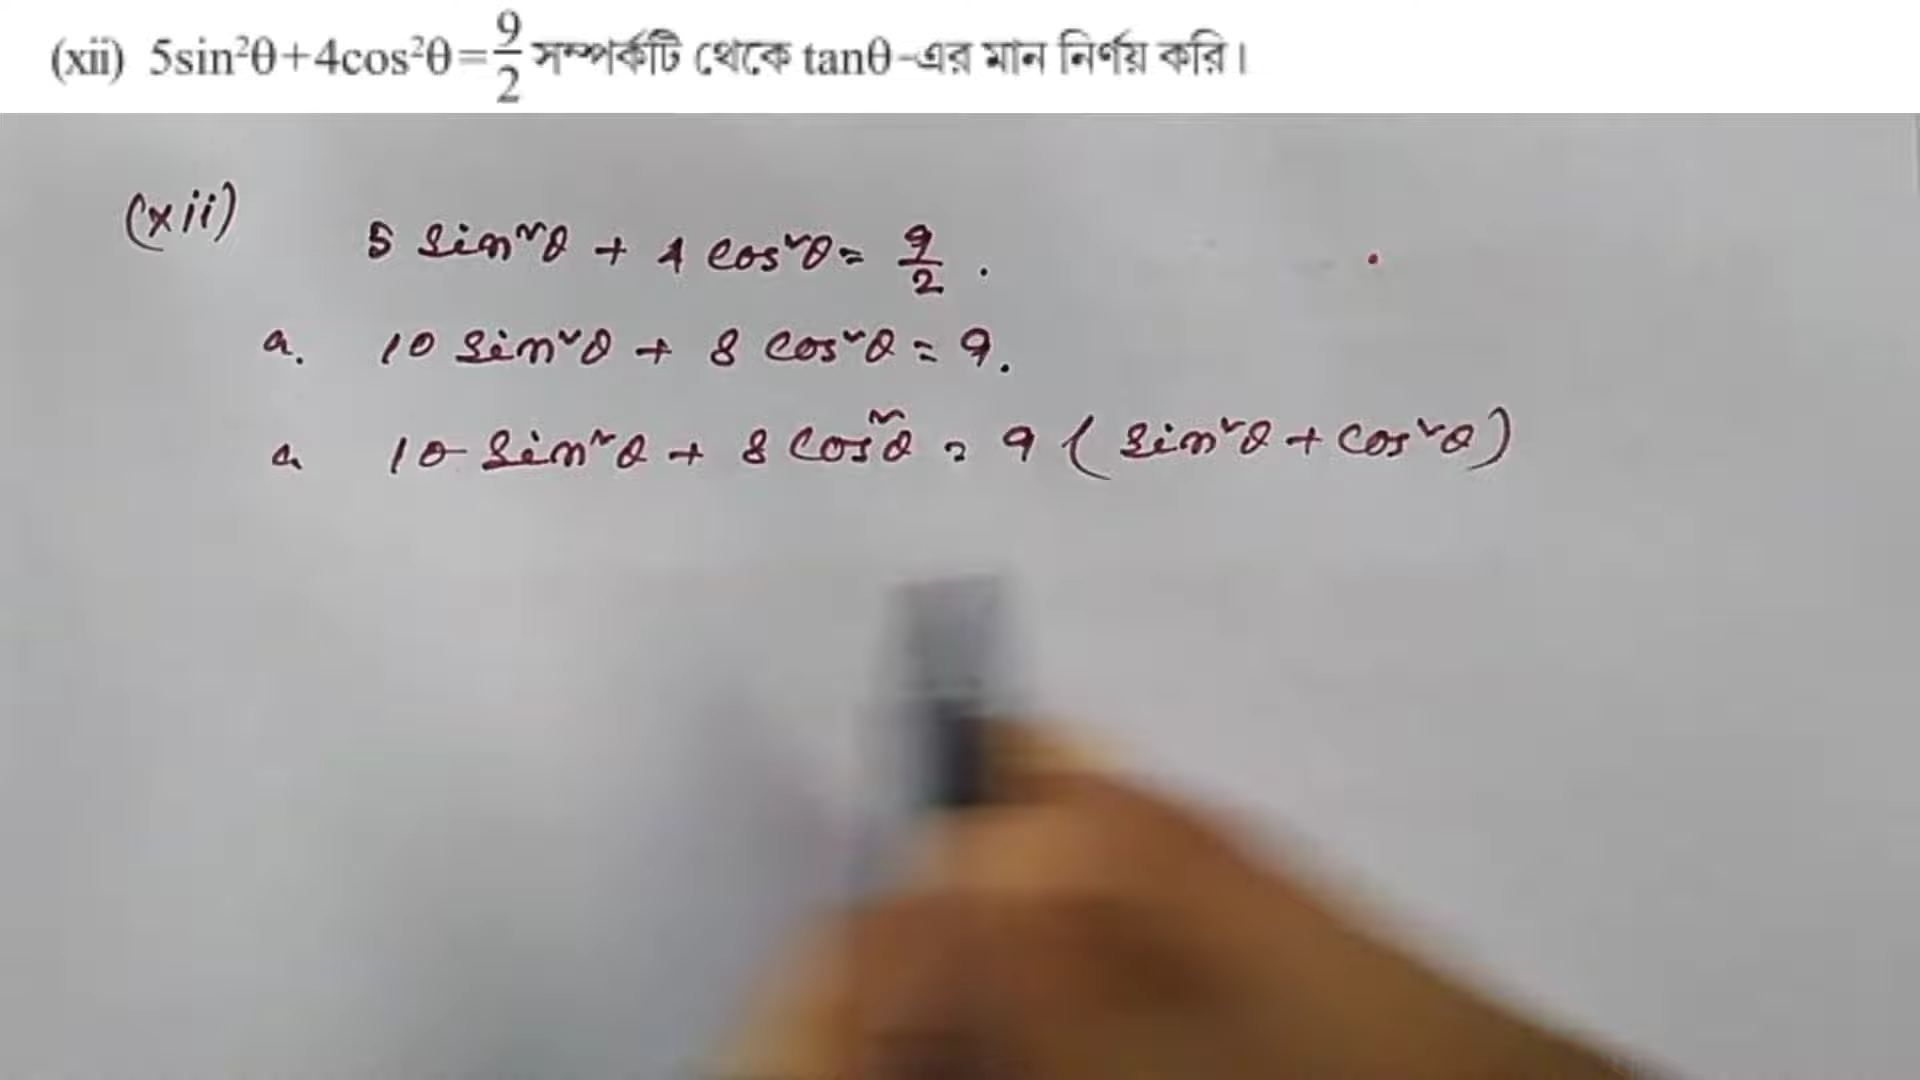 (xii) 5sin²θ+4cos²θ=9/2 সম্পর্কটি থেকে tanθ-এর মান নির্ণয় করি।
(xii) 5 sin²θ + 4 cos²θ = 9/2 .
a. 10 sin²θ + 8 cos²θ = 9.
a 10 sin²θ + 8 cos²θ = 9 ( sin²θ + cos²θ )